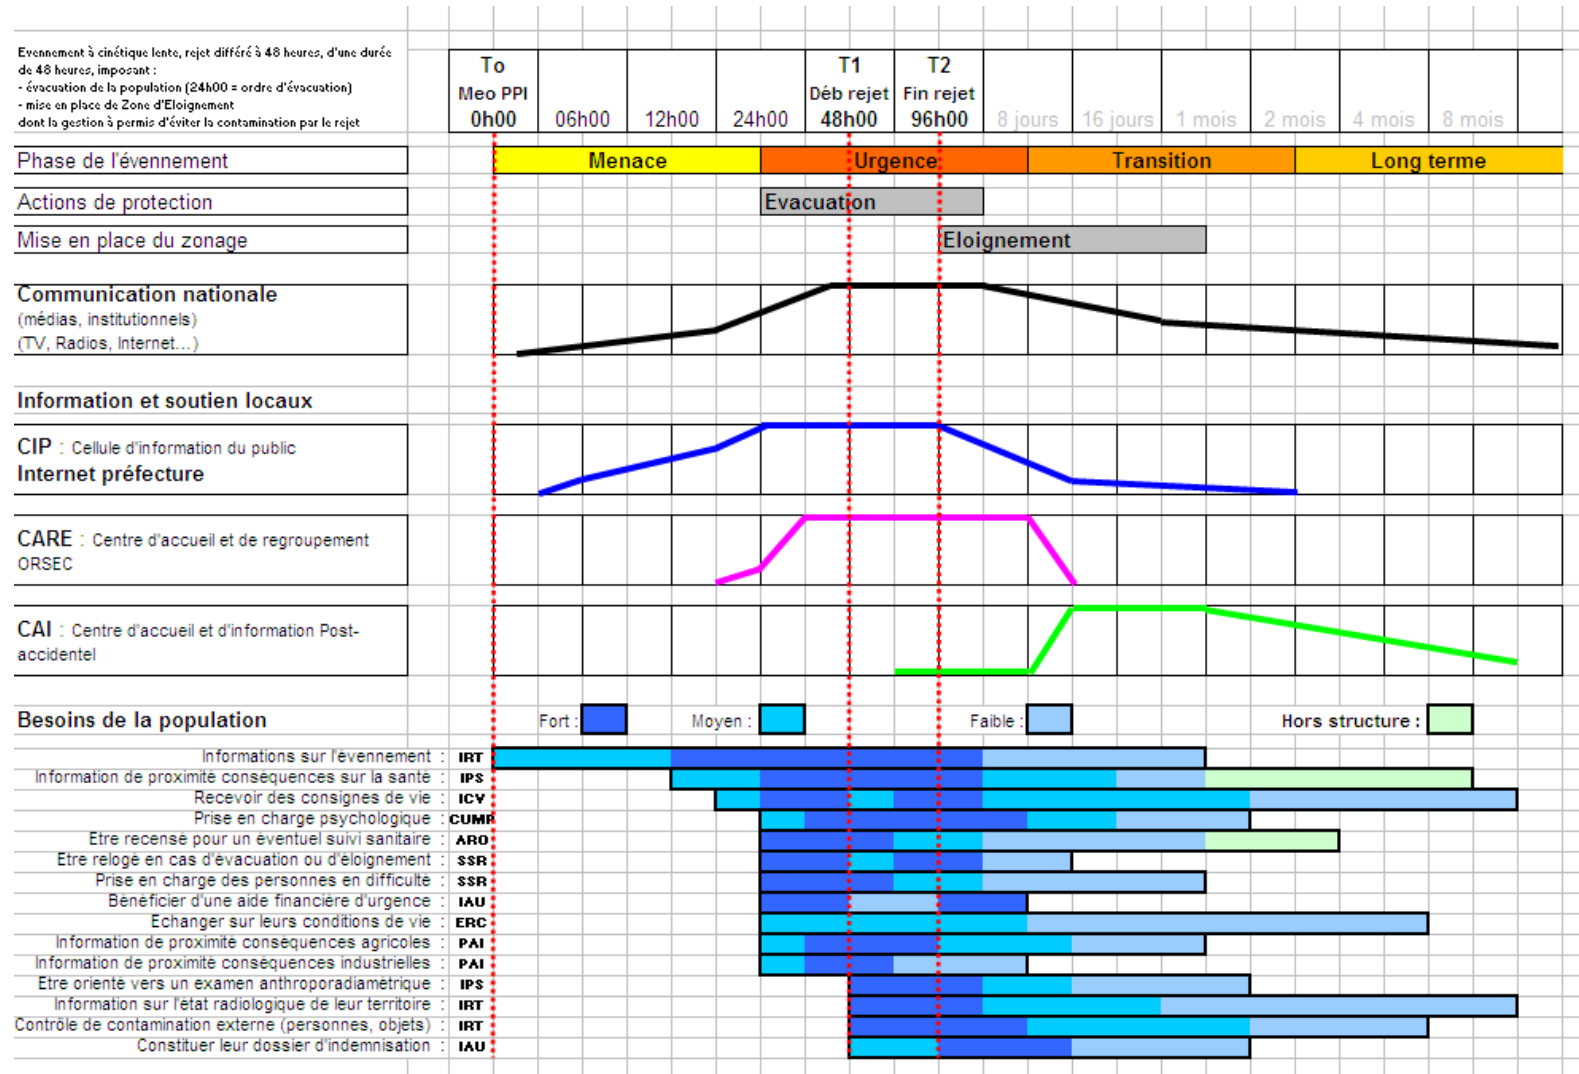 Evennement à cinétique lente, rejet différé à 48 heures, d'une durée
de 48 heures, imposant :
- évacuation de la population (24h00 = ordre d'évacuation)
- mise en place de Zone d'Eloignement
dont la gestion à permis d'éviter la contamination par le rejet
To T1 T2
Meo PPI Déb rejet Fin rejet
0h00 06h00 12h00 24h00 48h00 96h00 8 jours 16 jours 1 mois 2 mois 4 mois 8 mois
Phase de l'évennement Menace Urgence Transition Long terme
Actions de protection Evacuation
Mise en place du zonage Eloignement
Communication nationale
(médias, institutionnels)
(TV, Radios, Internet...)
Information et soutien locaux
CIP : Cellule d'information du public
Internet préfecture
CARE : Centre d'accueil et de regroupement
ORSEC
CAI : Centre d'accueil et d'information Post-
accidentel
Besoins de la population Fort : Moyen : Faible : Hors structure :
Informations sur l'évennement : IRT
Information de proximité conséquences sur la santé : IPS
Recevoir des consignes de vie : ICV
Prise en charge psychologique : CUMP
Etre recensé pour un éventuel suivi sanitaire : ARO
Etre relogé en cas d'évacuation ou d'éloignement : SSR
Prise en charge des personnes en difficulté : SSR
Bénéficier d'une aide financière d'urgence : IAU
Echanger sur leurs conditions de vie : ERC
Information de proximité conséquences agricoles : PAI
Information de proximité conséquences industrielles : PAI
Etre orienté vers un examen anthroporadiamétrique : IPS
Information sur l'état radiologique de leur territoire : IRT
Contrôle de contamination externe (personnes, objets) : IRT
Constituer leur dossier d'indemnisation : IAU